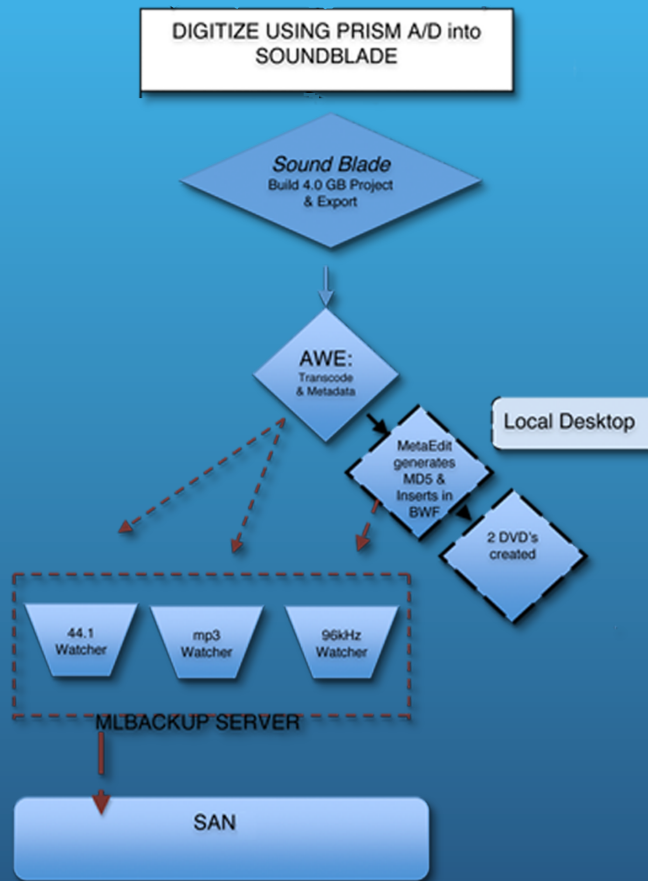 DIGITIZE USING PRISM A/D into
SOUNDBLADE
Sound Blade
Build 4.0 GB Project
& Export
AWE:
Transcode
& Metadata
Local Desktop
MetaEdit
generates
MD5 &
Inserts in
BWF
2 DVD's
created
44.1
Watcher
mp3
Watcher
96kHz
Watcher
MLBACKUP SERVER
SAN